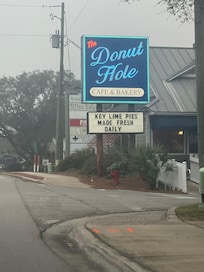 The
Donut
Hole
CAFE & BAKERY
KEY LIME PIES
MADE FRESH
DAILY